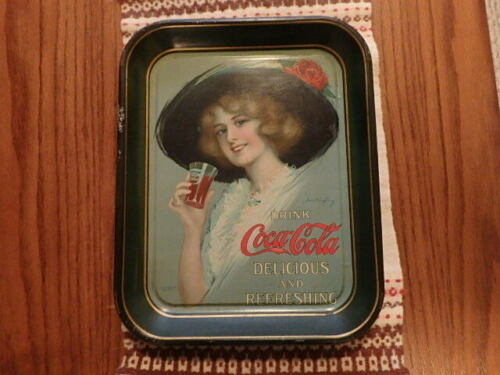 DRINK
Coca-Cola
DELICIOUS
AND
REFRESHING